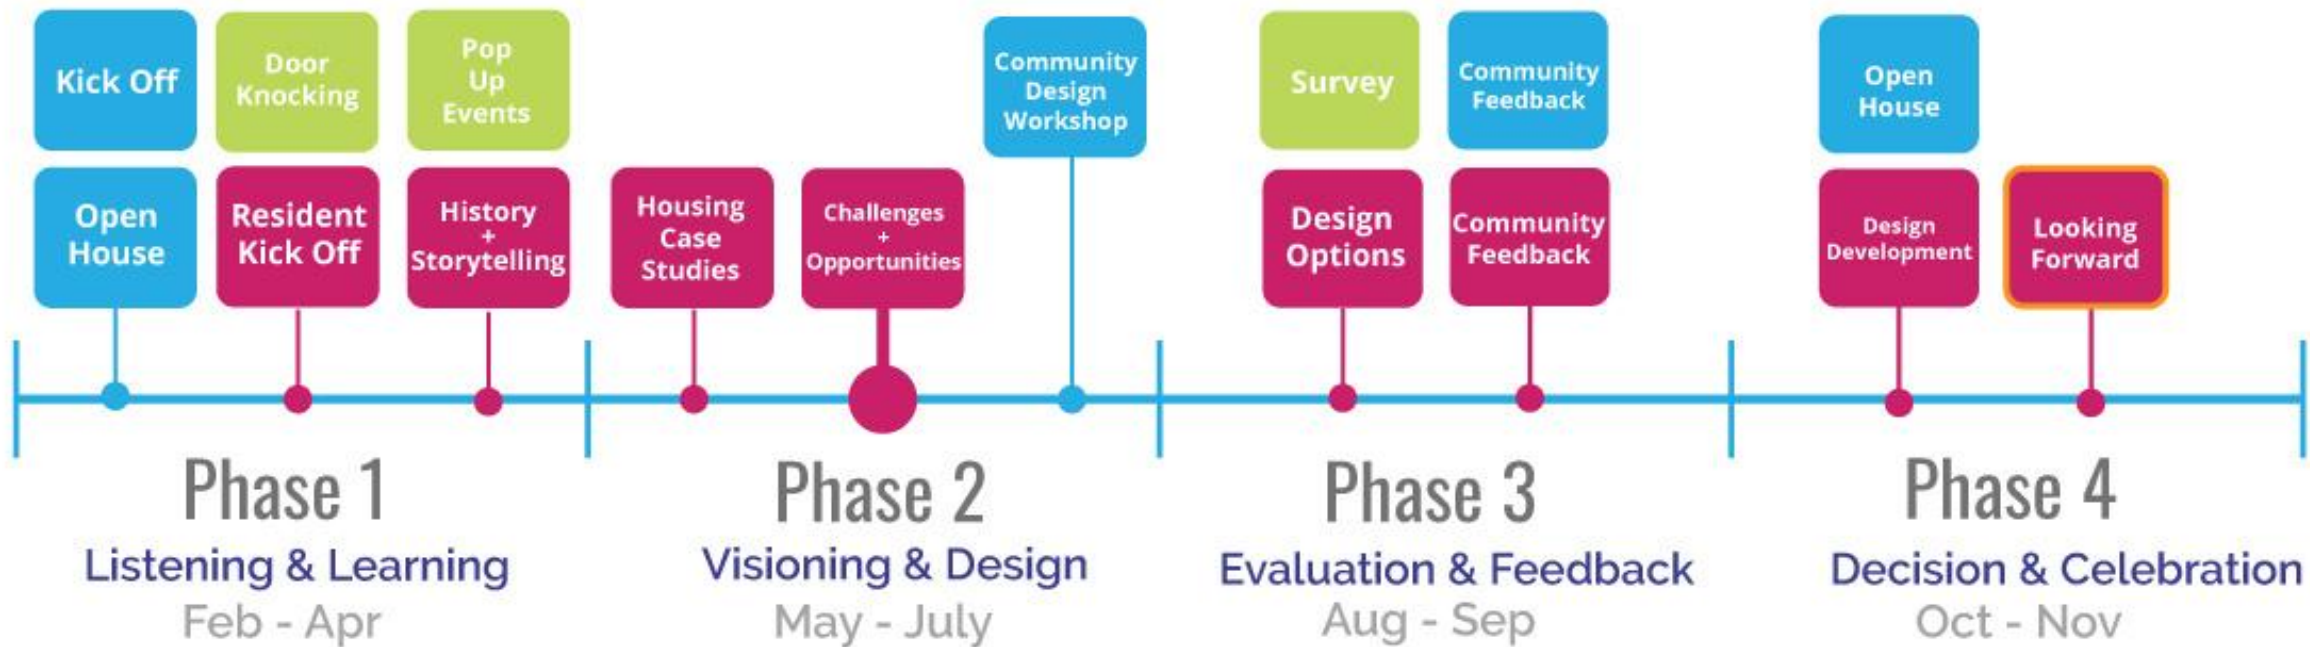 Kick Off
Door
Knocking
Pop
Up
Events
Community
Design
Workshop
Survey
Community
Feedback
Open
House
Open
House
Resident
Kick Off
History
+
Storytelling
Housing
Case
Studies
Challenges
+
Opportunities
Design
Options
Community
Feedback
Design
Development
Looking
Forward
Phase 1
Listening & Learning
Feb - Apr
Phase 2
Visioning & Design
May - July
Phase 3
Evaluation & Feedback
Aug - Sep
Phase 4
Decision & Celebration
Oct - Nov